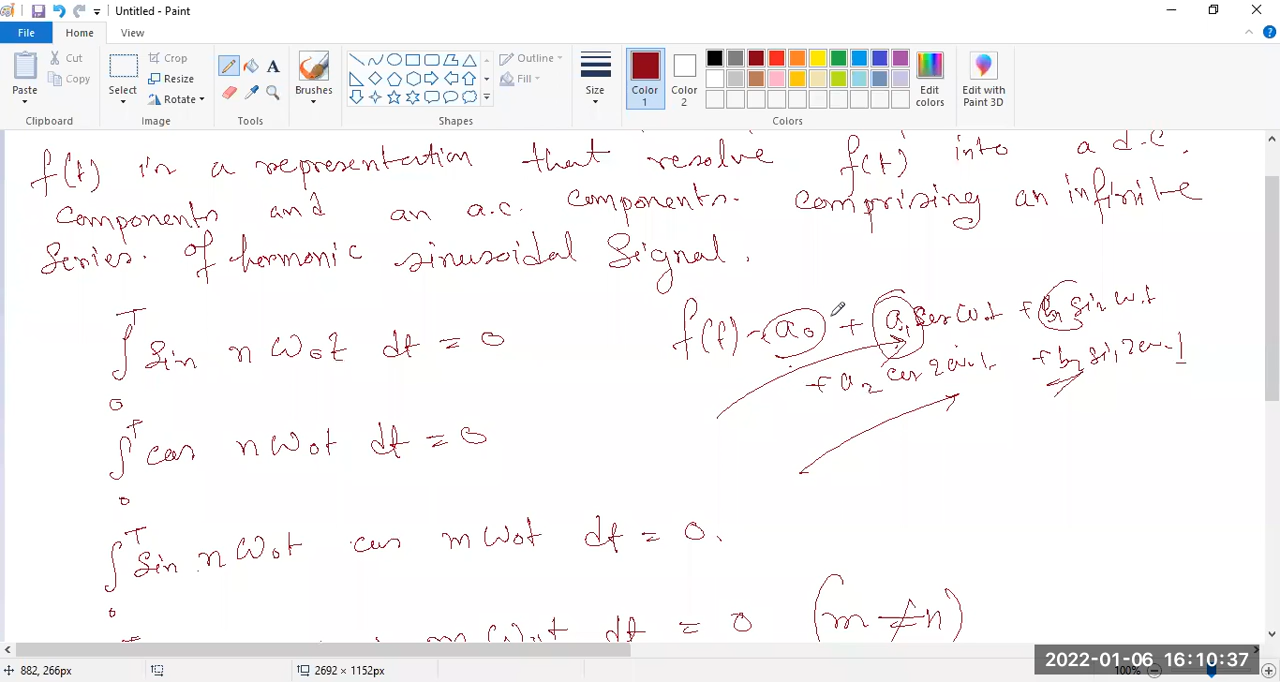 Untitled - Paint
File Home View
Paste Cut Copy Select Crop Resize Rotate Brushes Outline Fill Size Color 1 Color 2 Edit colors Edit with Paint 3D
Clipboard Image Tools Shapes Colors
f(t) in a representation that resolve f(t) into a d.c.
components and an a.c. components. comprising an infinite
series. of hermonic sinusoidal signal.
∫₀ᵀ sin nω₀t dt = 0
f(t) = a₀ + a₁ cos ω₀t + b₁ sin ω₀t
+ a₂ cos 2ω₀t + b₂ sin 2ω₀t
∫₀ᵀ cos nω₀t dt = 0
∫₀ᵀ sin nω₀t cos mω₀t dt = 0.
mω₀t dt = 0 (m ≠ n)
882, 266px 2692 × 1152px 100%
2022-01-06 16:10:37